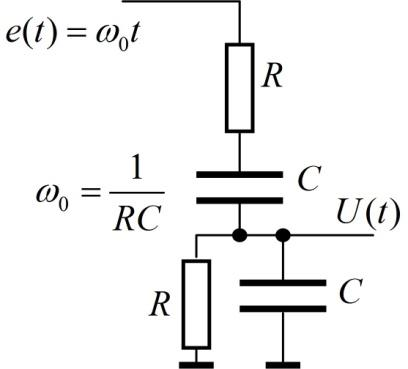 e(t) = ω₀t
R
ω₀ = 1/RC
C
U(t)
R
C